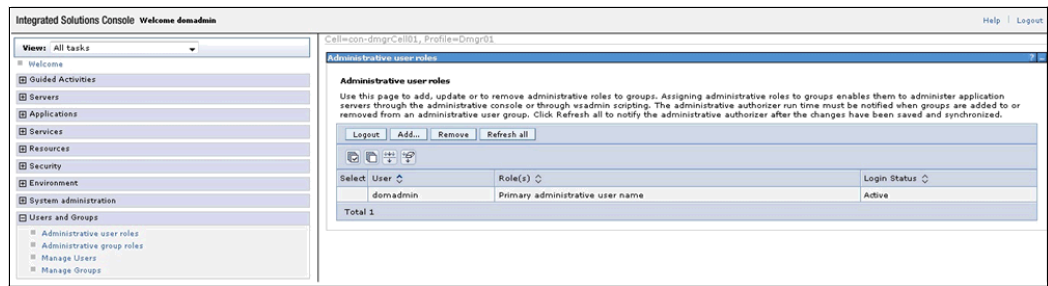 Integrated Solutions Console Welcome domadmin
Help | Logout
View: All tasks
Welcome
Guided Activities
Servers
Applications
Services
Resources
Security
Environment
System administration
Users and Groups
Administrative user roles
Administrative group roles
Manage Users
Manage Groups
Cell=con-dmgrCell01, Profile=Dmgr01
Administrative user roles ? -
Administrative user roles
Use this page to add, update or to remove administrative roles to groups. Assigning administrative roles to groups enables them to administer application
servers through the administrative console or through wsadmin scripting. The administrative authorizer run time must be notified when groups are added to or
removed from an administrative user group. Click Refresh all to notify the administrative authorizer after the changes have been saved and synchronized.
Logout Add... Remove Refresh all
Select User Role(s) Login Status
domadmin Primary administrative user name Active
Total 1